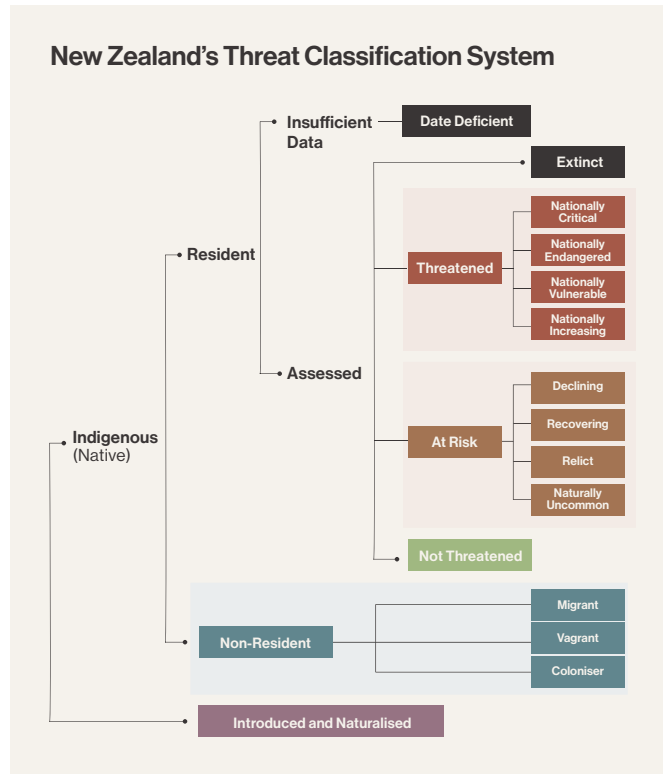 New Zealand's Threat Classification System
Insufficient
Data
Date Deficient
Extinct
Nationally
Critical
Nationally
Endangered
Resident
Threatened
Nationally
Vulnerable
Nationally
Increasing
Assessed
Declining
Recovering
Indigenous
(Native)
At Risk
Relict
Naturally
Uncommon
Not Threatened
Migrant
Non-Resident
Vagrant
Coloniser
Introduced and Naturalised